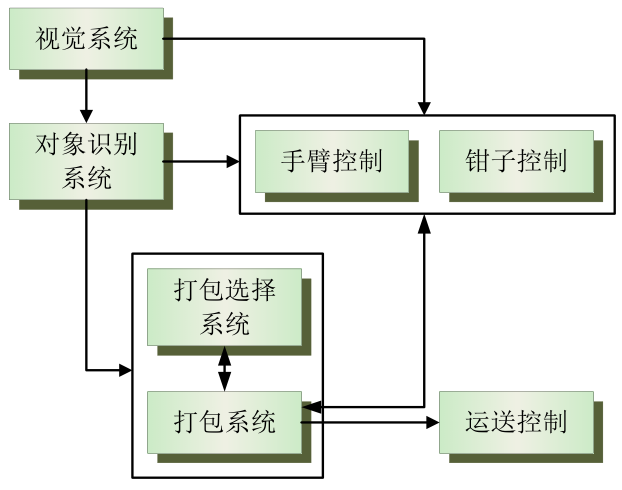 视觉系统
对象识别
系统
手臂控制
钳子控制
打包选择
系统
打包系统
运送控制